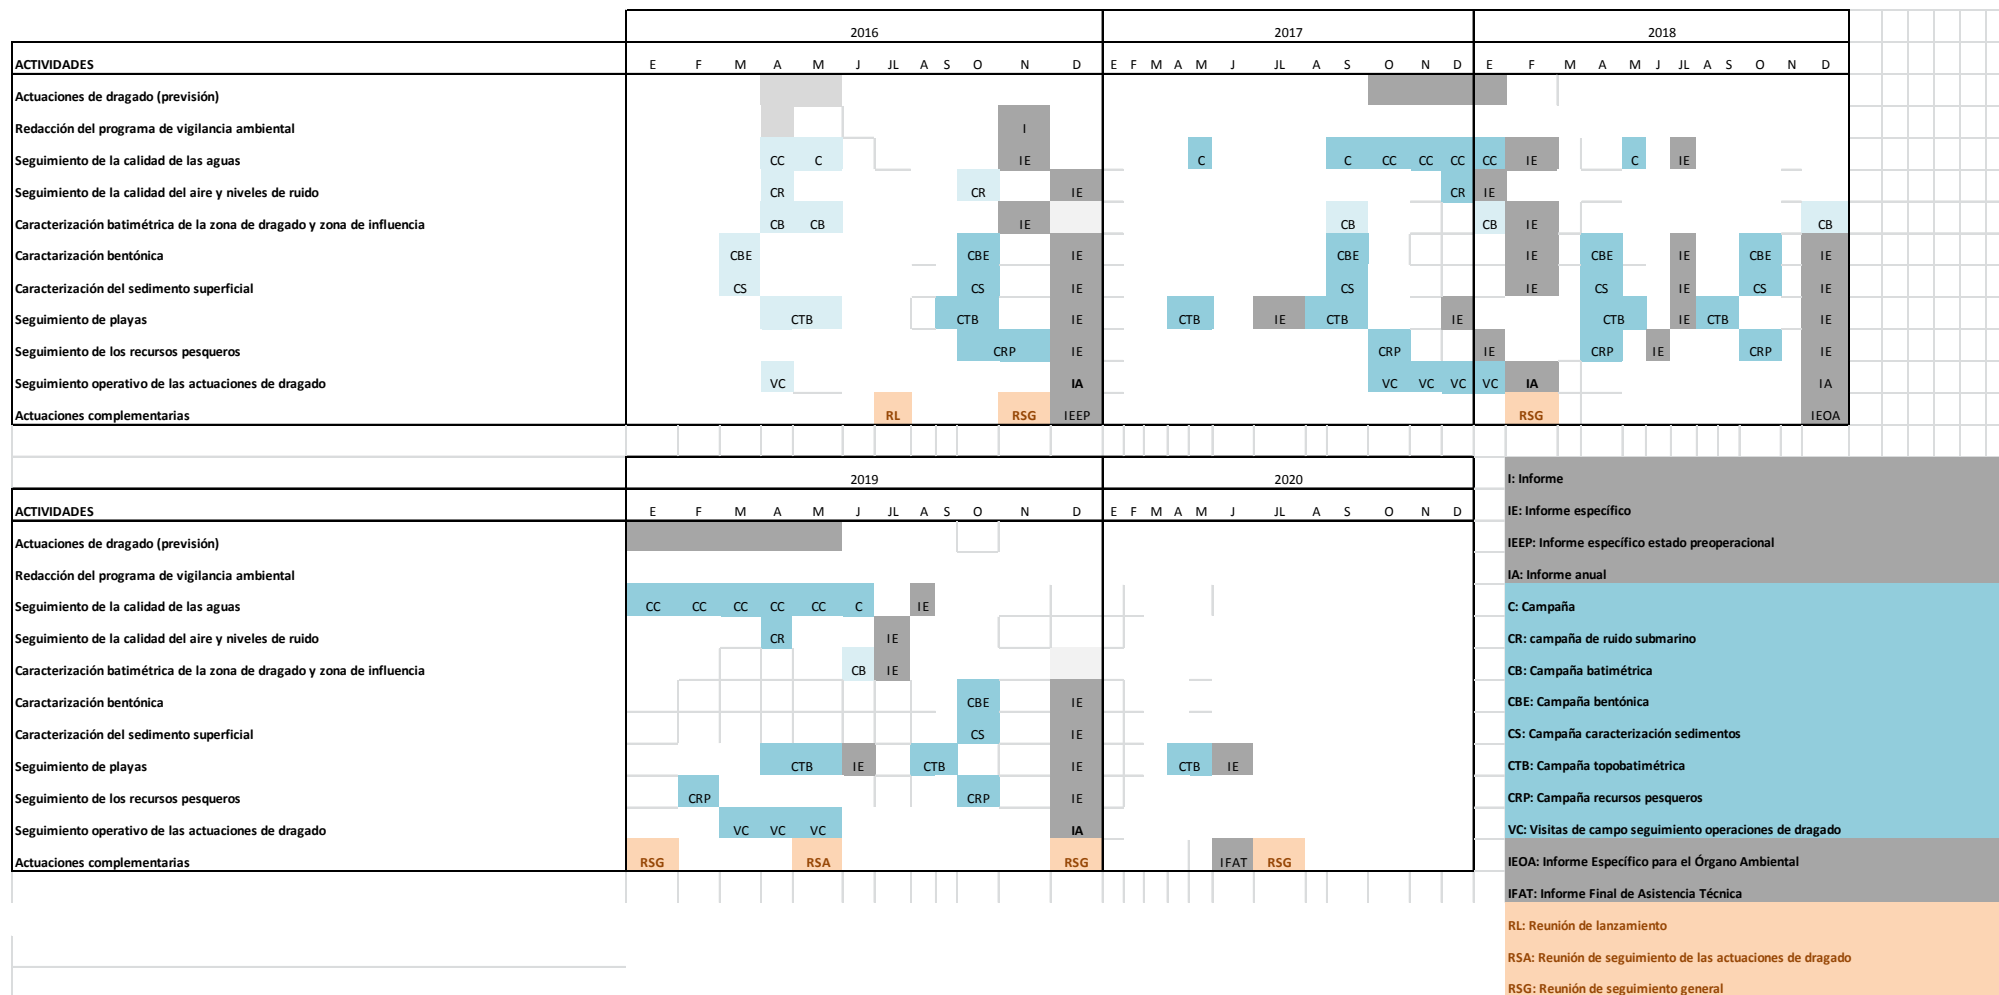 2016 2017 2018
ACTIVIDADES E F M A M J JL A S O N D E F M A M J JL A S O N D E F M A M J JL A S O N D
Actuaciones de dragado (previsión)
Redacción del programa de vigilancia ambiental I
Seguimiento de la calidad de las aguas CC C IE C C CC CC CC CC IE C IE
Seguimiento de la calidad del aire y niveles de ruido CR CR IE CR IE
Caracterización batimétrica de la zona de dragado y zona de influencia CB CB IE CB CB IE CB
Caractarización bentónica CBE CBE IE CBE IE CBE IE CBE IE
Caracterización del sedimento superficial CS CS IE CS IE CS IE CS IE
Seguimiento de playas CTB CTB IE CTB IE CTB IE CTB IE CTB IE
Seguimiento de los recursos pesqueros CRP IE CRP IE CRP IE CRP IE
Seguimiento operativo de las actuaciones de dragado VC IA VC VC VC VC IA IA
Actuaciones complementarias RL RSG IEEP RSG IEOA
2019 2020
ACTIVIDADES E F M A M J JL A S O N D E F M A M J JL A S O N D
Actuaciones de dragado (previsión)
Redacción del programa de vigilancia ambiental
Seguimiento de la calidad de las aguas CC CC CC CC CC C IE
Seguimiento de la calidad del aire y niveles de ruido CR IE
Caracterización batimétrica de la zona de dragado y zona de influencia CB IE
Caractarización bentónica CBE IE
Caracterización del sedimento superficial CS IE
Seguimiento de playas CTB IE CTB IE CTB IE
Seguimiento de los recursos pesqueros CRP CRP IE
Seguimiento operativo de las actuaciones de dragado VC VC VC IA
Actuaciones complementarias RSG RSA RSG IFAT RSG
I: Informe
IE: Informe específico
IEEP: Informe específico estado preoperacional
IA: Informe anual
C: Campaña
CR: campaña de ruido submarino
CB: Campaña batimétrica
CBE: Campaña bentónica
CS: Campaña caracterización sedimentos
CTB: Campaña topobatimétrica
CRP: Campaña recursos pesqueros
VC: Visitas de campo seguimiento operaciones de dragado
IEOA: Informe Específico para el Órgano Ambiental
IFAT: Informe Final de Asistencia Técnica
RL: Reunión de lanzamiento
RSA: Reunión de seguimiento de las actuaciones de dragado
RSG: Reunión de seguimiento general